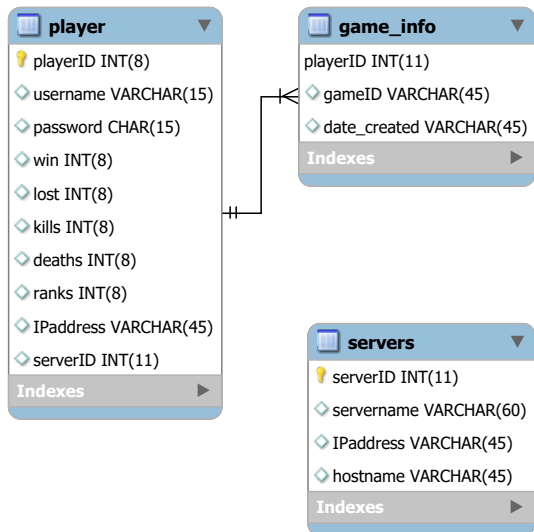 player
playerID INT(8)
username VARCHAR(15)
password CHAR(15)
win INT(8)
lost INT(8)
kills INT(8)
deaths INT(8)
ranks INT(8)
IPaddress VARCHAR(45)
serverID INT(11)
Indexes
game_info
playerID INT(11)
gameID VARCHAR(45)
date_created VARCHAR(45)
Indexes
servers
serverID INT(11)
servername VARCHAR(60)
IPaddress VARCHAR(45)
hostname VARCHAR(45)
Indexes